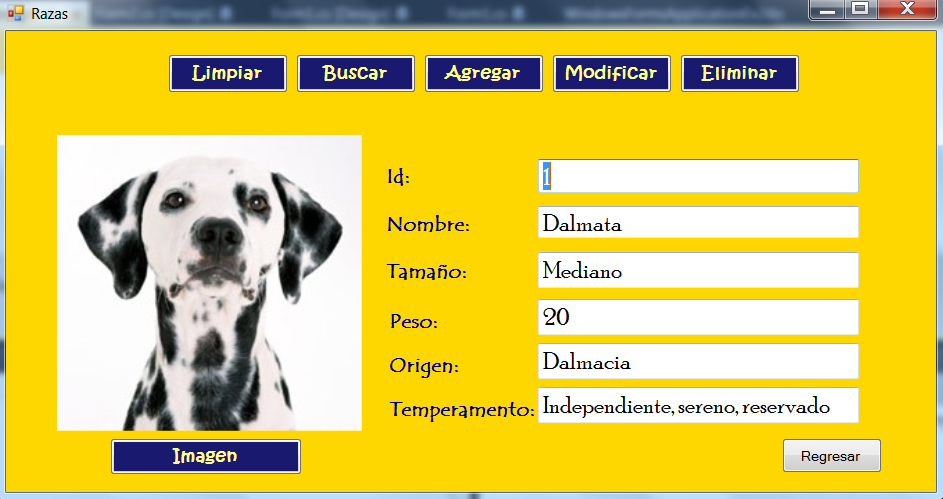 Razas
Limpiar Buscar Agregar Modificar Eliminar
Id: 1
Nombre: Dalmata
Tamaño: Mediano
Peso: 20
Origen: Dalmacia
Temperamento: Independiente, sereno, reservado
Imagen
Regresar